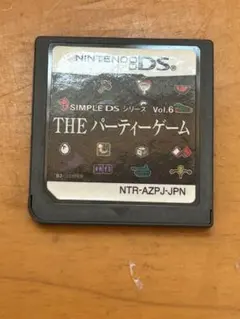 NINTENDO DS
SIMPLE DS シリーズ Vol.6
THE パーティーゲーム
NTR-AZPJ-JPN